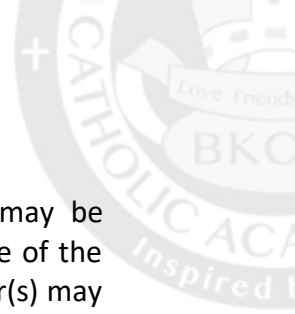 Love Friends
BKC
CATHOLIC ACA
Inspired
may be
e of the
r(s) may